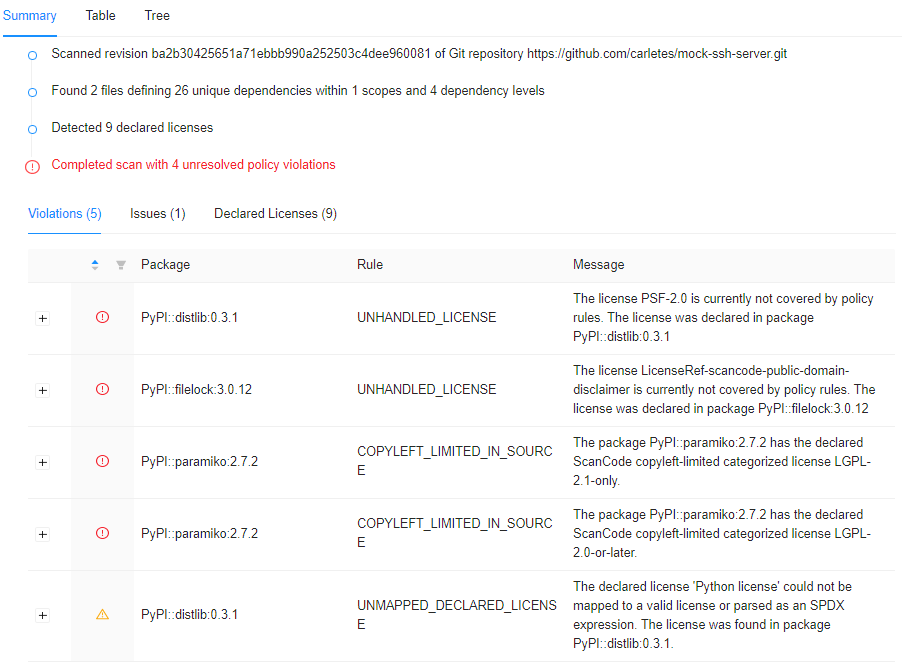 Summary Table Tree
Scanned revision ba2b30425651a71ebbb990a252503c4dee960081 of Git repository https://github.com/carletes/mock-ssh-server.git
Found 2 files defining 26 unique dependencies within 1 scopes and 4 dependency levels
Detected 9 declared licenses
Completed scan with 4 unresolved policy violations
Violations (5) Issues (1) Declared Licenses (9)
Package Rule Message
PyPI::distlib:0.3.1 UNHANDLED_LICENSE
The license PSF-2.0 is currently not covered by policy
rules. The license was declared in package
PyPI::distlib:0.3.1
PyPI::filelock:3.0.12 UNHANDLED_LICENSE
The license LicenseRef-scancode-public-domain-
disclaimer is currently not covered by policy rules. The
license was declared in package PyPI::filelock:3.0.12
PyPI::paramiko:2.7.2
COPYLEFT_LIMITED_IN_SOURC
E
The package PyPI::paramiko:2.7.2 has the declared
ScanCode copyleft-limited categorized license LGPL-
2.1-only.
PyPI::paramiko:2.7.2
COPYLEFT_LIMITED_IN_SOURC
E
The package PyPI::paramiko:2.7.2 has the declared
ScanCode copyleft-limited categorized license LGPL-
2.0-or-later.
PyPI::distlib:0.3.1
UNMAPPED_DECLARED_LICENS
E
The declared license 'Python license' could not be
mapped to a valid license or parsed as an SPDX
expression. The license was found in package
PyPI::distlib:0.3.1.